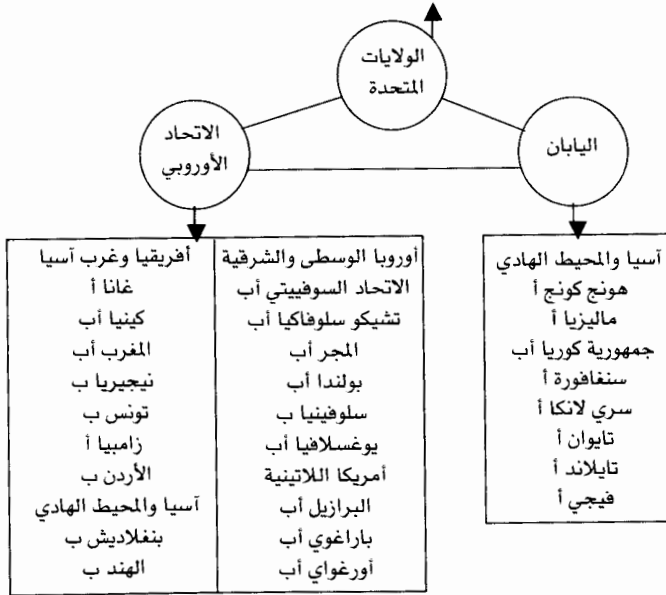 الولايات
المتحدة
اليابان
الاتحاد
الأوروبي
آسيا والمحيط الهادي
هونج كونج أ
ماليزيا أ
جمهورية كوريا أب
سنغافورة أ
سري لانكا أ
تايوان أ
تايلاند أ
فيجي أ
أوروبا الوسطى والشرقية
الاتحاد السوفييتي أب
تشيكو سلوفاكيا أب
المجر أب
بولندا أب
سلوفينيا ب
يوغسلافيا أب
أمريكا اللاتينية
البرازيل أب
باراغوي أب
أورغواي أب
أفريقيا وغرب آسيا
غانا أ
كينيا أب
المغرب أب
نيجيريا ب
تونس ب
زامبيا أ
الأردن ب
آسيا والمحيط الهادي
بنغلاديش ب
الهند ب